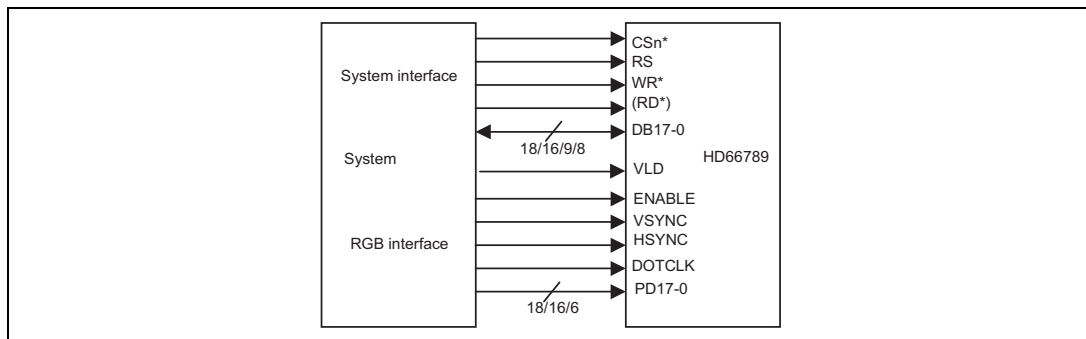 CSn*
RS
System interface
WR*
(RD*)
DB17-0
18/16/9/8
System
HD66789
VLD
ENABLE
VSYNC
RGB interface
HSYNC
DOTCLK
PD17-0
18/16/6